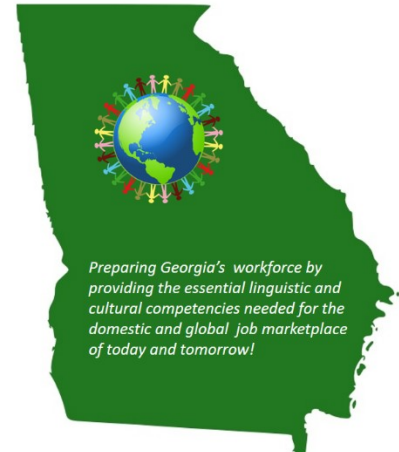 Preparing Georgia's workforce by
providing the essential linguistic and
cultural competencies needed for the
domestic and global job marketplace
of today and tomorrow!